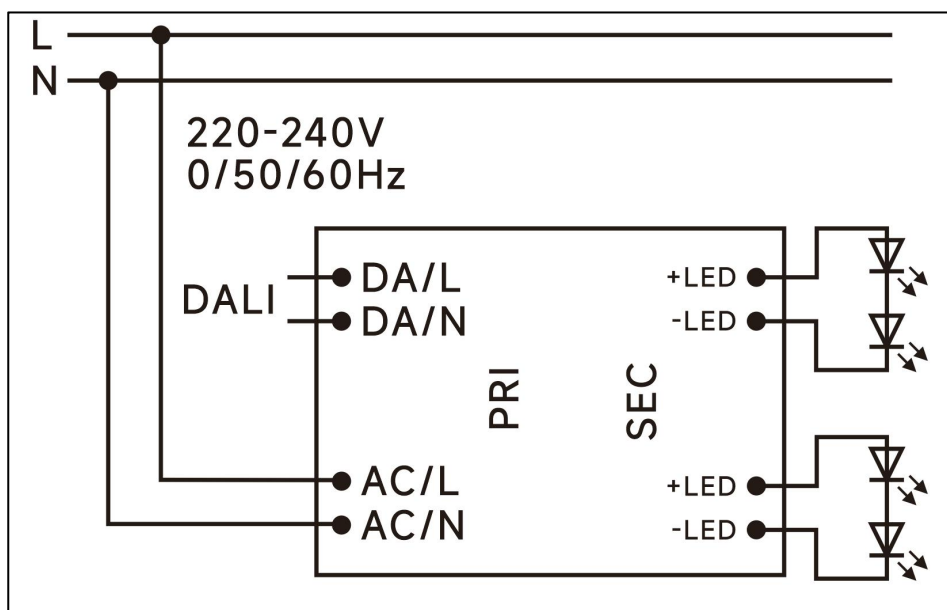 L
N
220-240V
0/50/60Hz
DALI
DA/L
DA/N
+LED
-LED
PRI
SEC
AC/L
AC/N
+LED
-LED